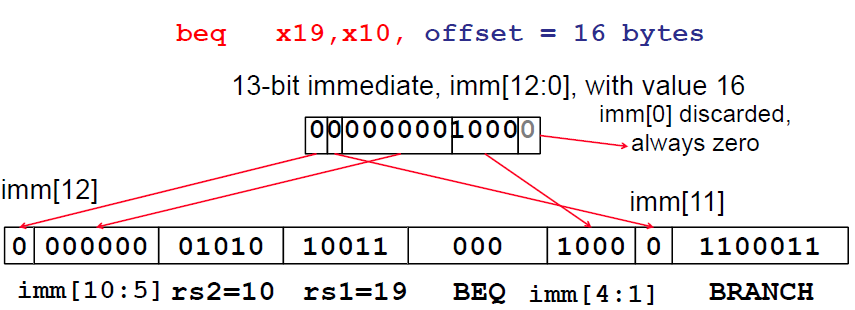 beq x19,x10, offset = 16 bytes
13-bit immediate, imm[12:0], with value 16
imm[0] discarded,
always zero
0 0 000000 1000 0
imm[12]
imm[11]
0 000000 01010 10011 000 1000 0 1100011
imm[10:5] rs2=10 rs1=19 BEQ imm[4:1] BRANCH